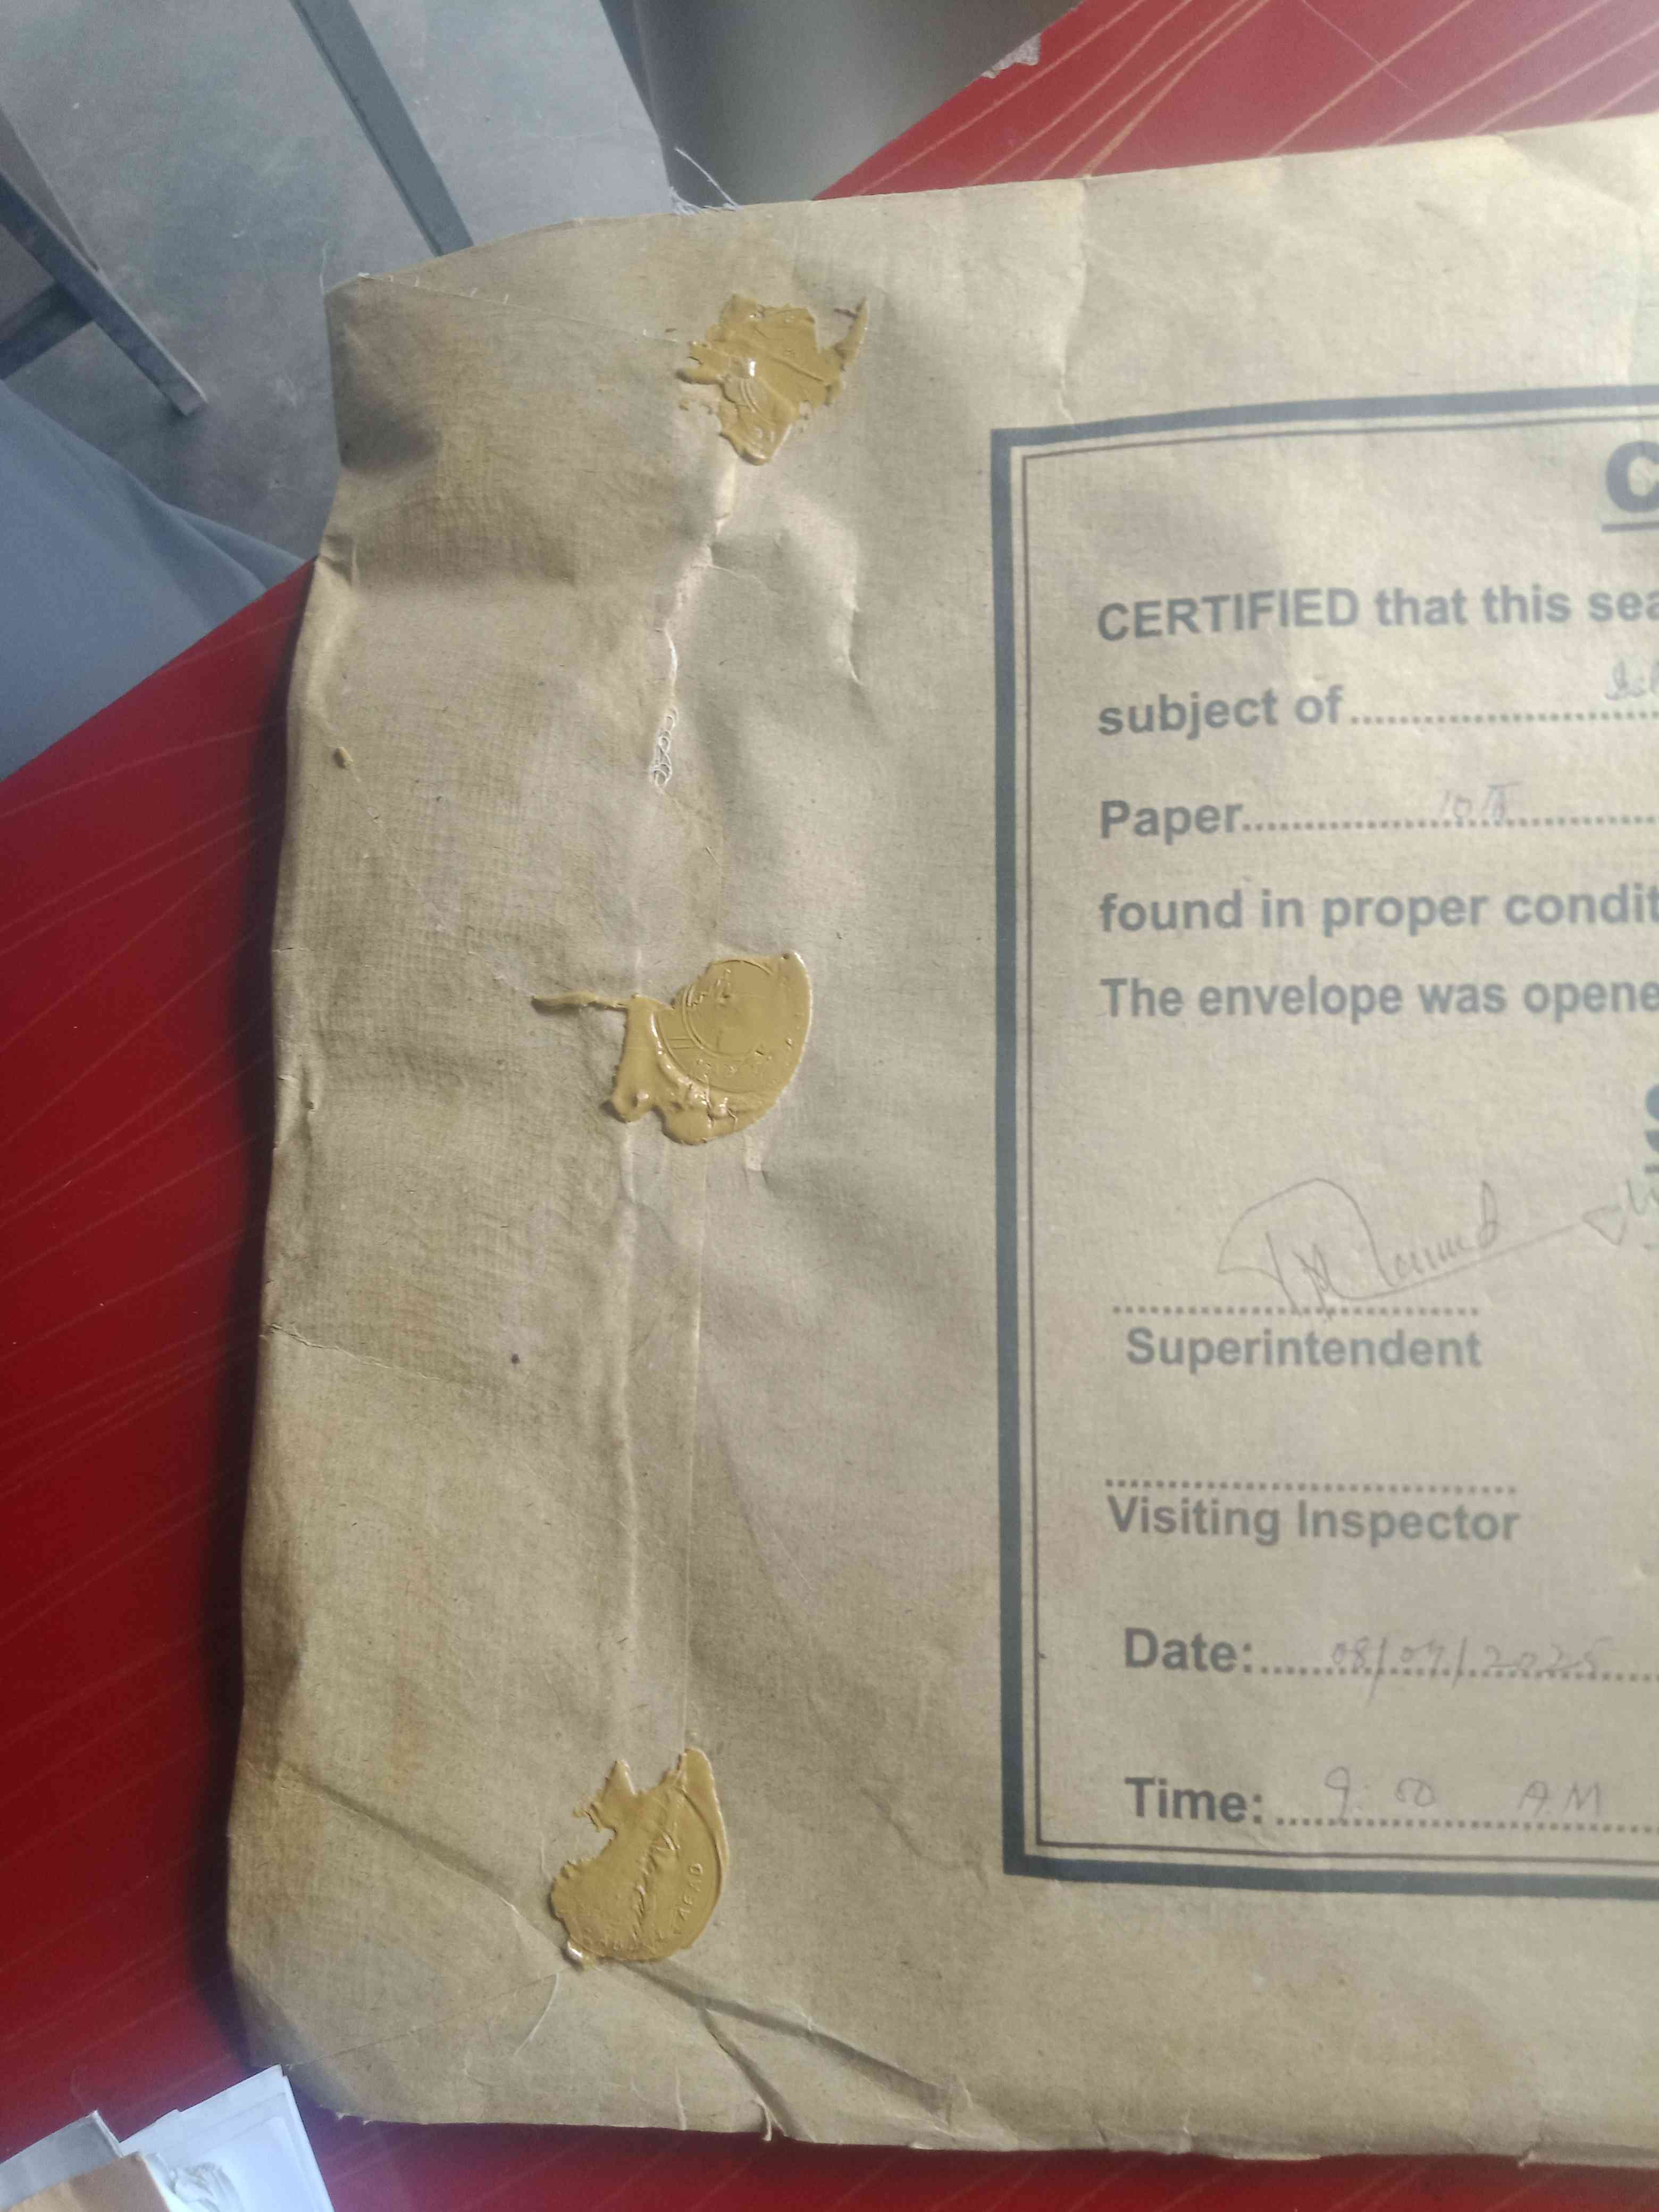 C
CERTIFIED that this sea
subject of
Paper
found in proper condit
The envelope was opene
S
Superintendent
Visiting Inspector
Date: 08/07/2025
Time: 9:00 AM